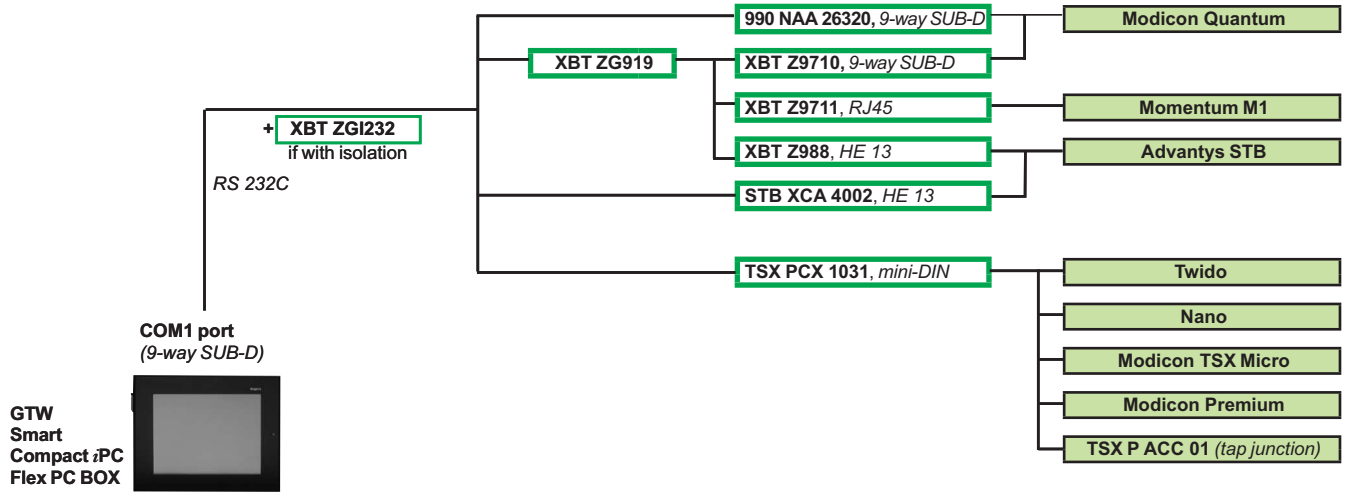 990 NAA 26320, 9-way SUB-D
Modicon Quantum
XBT ZG919
XBT Z9710, 9-way SUB-D
XBT Z9711, RJ45
Momentum M1
+ XBT ZGI232
if with isolation
XBT Z988, HE 13
Advantys STB
RS 232C
STB XCA 4002, HE 13
TSX PCX 1031, mini-DIN
Twido
Nano
COM1 port
(9-way SUB-D)
Modicon TSX Micro
Modicon Premium
GTW
Smart
Compact iPC
Flex PC BOX
TSX P ACC 01 (tap junction)